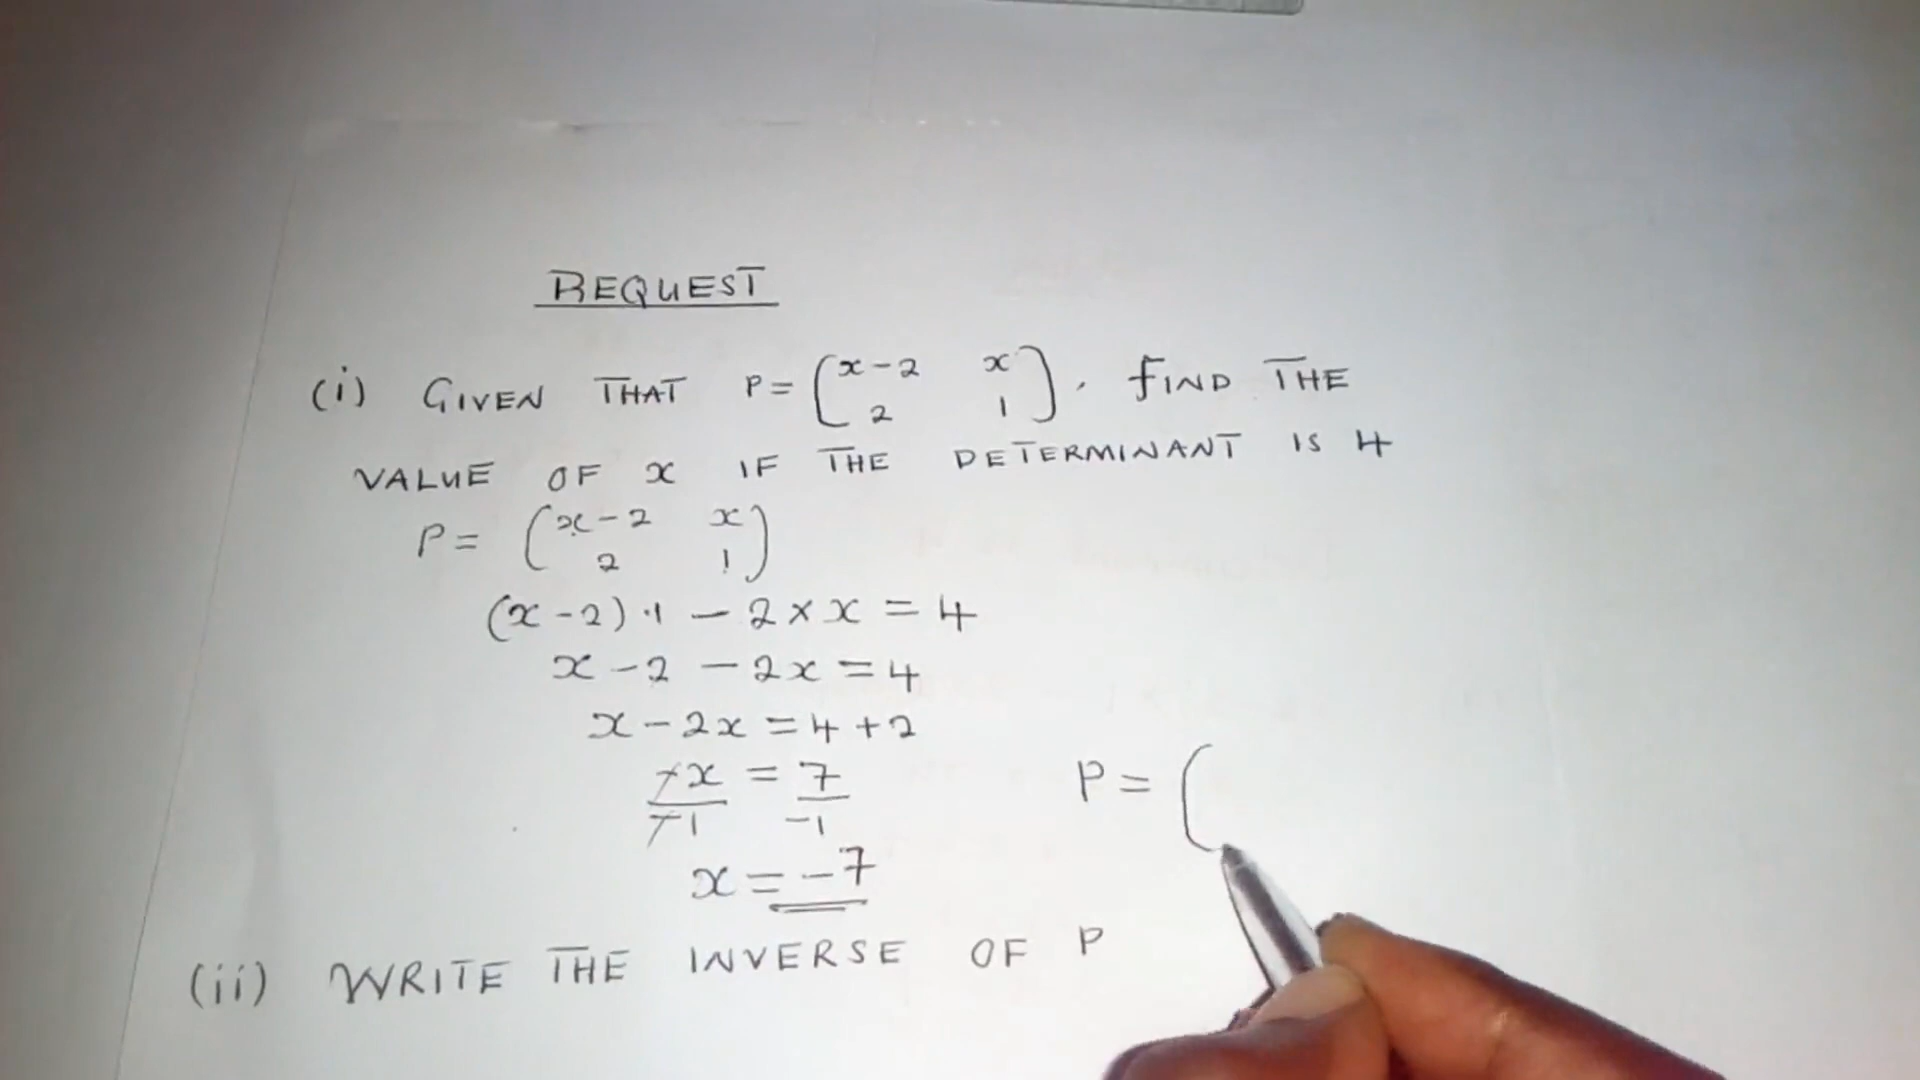 REQUEST
(i) GIVEN THAT P = (x-2 x
2 1), FIND THE
VALUE OF x IF THE DETERMINANT IS 4
P = (x-2 x
2 1)
(x-2)·1 - 2×x = 4
x-2 - 2x = 4
x - 2x = 4+2
-x = 7
-1 -1
x = -7
P = (
(ii) WRITE THE INVERSE OF P